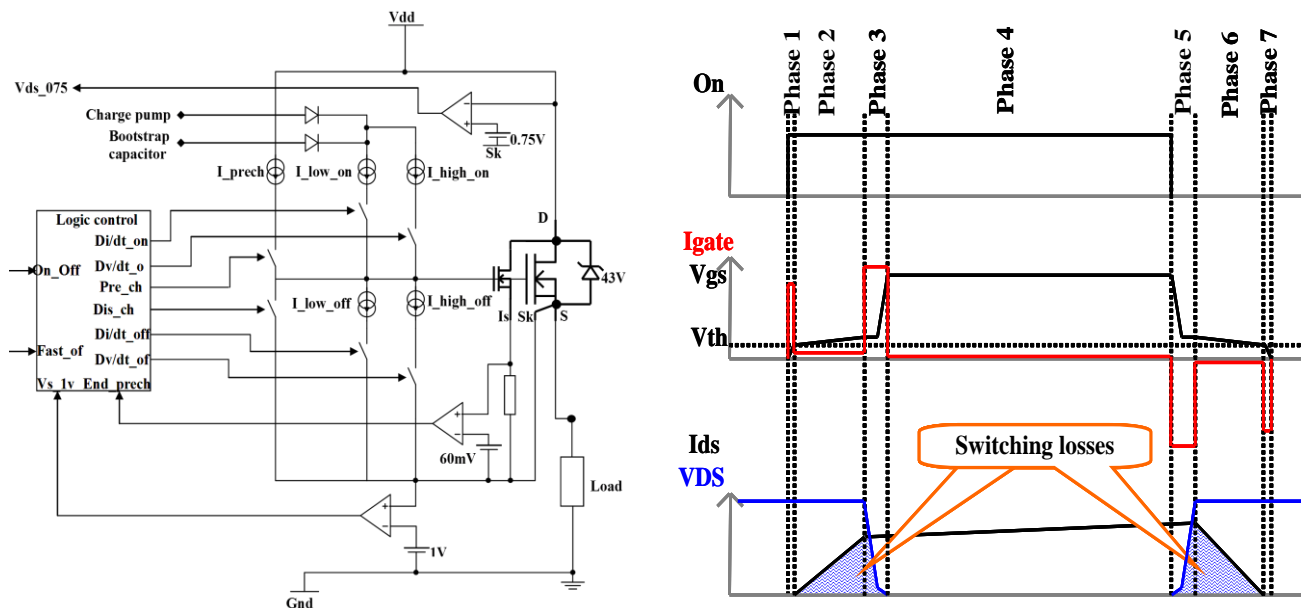 Vdd
Vds_075
Charge pump
Bootstrap
capacitor
0.75V
Sk
I_prech
I_low_on
I_high_on
Logic control
Di/dt_on
On_Off
Dv/dt_o
Pre_ch
Dis_ch
Di/dt_off
Fast_of
Dv/dt_of
Vs_1v
End_prech
I_low_off
I_high_off
D
43V
Is
Sk
S
60mV
Load
1V
Gnd
Phase 1
Phase 2
Phase 3
Phase 4
Phase 5
Phase 6
Phase 7
On
Igate
Vgs
Vth
Ids
VDS
Switching losses